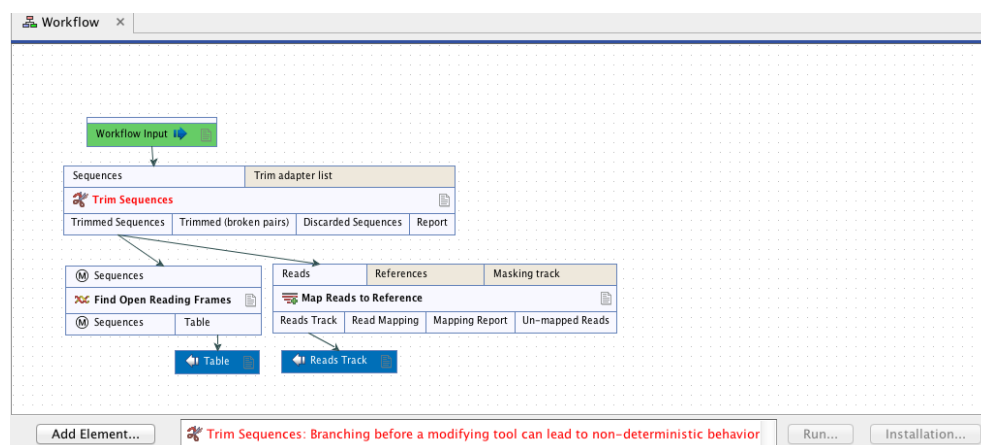 Workflow ×
Workflow Input
Sequences Trim adapter list
Trim Sequences
Trimmed Sequences Trimmed (broken pairs) Discarded Sequences Report
M Sequences
Find Open Reading Frames
M Sequences Table
Table
Reads References Masking track
Map Reads to Reference
Reads Track Read Mapping Mapping Report Un-mapped Reads
Reads Track
Add Element... Trim Sequences: Branching before a modifying tool can lead to non-deterministic behavior Run... Installation...